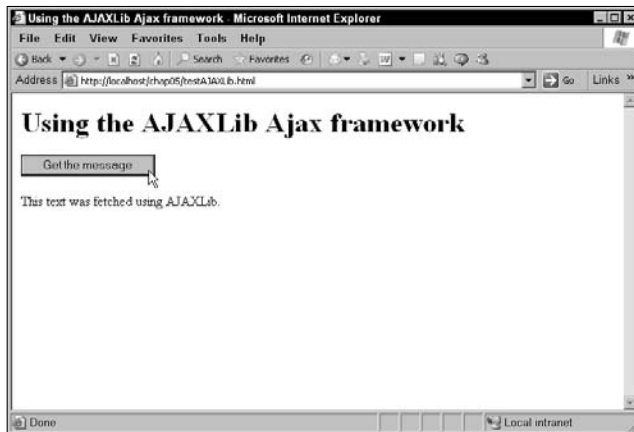 Using the AJAXLib Ajax framework - Microsoft Internet Explorer
File Edit View Favorites Tools Help
Back Search Favorites
Address http://localhost/chap05/testAJAXLib.html Go Links »
Using the AJAXLib Ajax framework
Get the message
This text was fetched using AJAXLib.
Done Local intranet